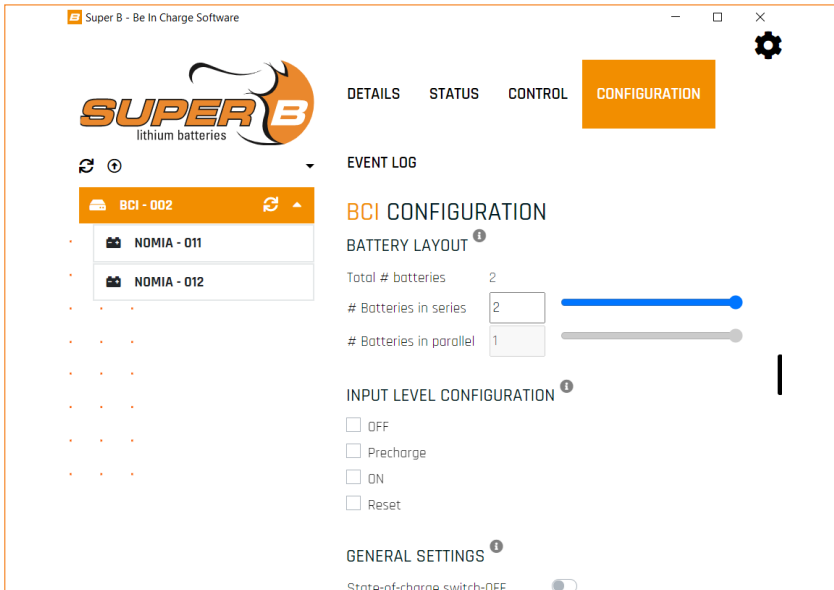 Super B - Be In Charge Software
SUPER B
lithium batteries
DETAILS STATUS CONTROL CONFIGURATION
EVENT LOG
BCI - 002
NOMIA - 011
NOMIA - 012
BCI CONFIGURATION
BATTERY LAYOUT
Total # batteries 2
# Batteries in series 2
# Batteries in parallel 1
INPUT LEVEL CONFIGURATION
OFF
Precharge
ON
Reset
GENERAL SETTINGS
State-of-charge switch-OFF